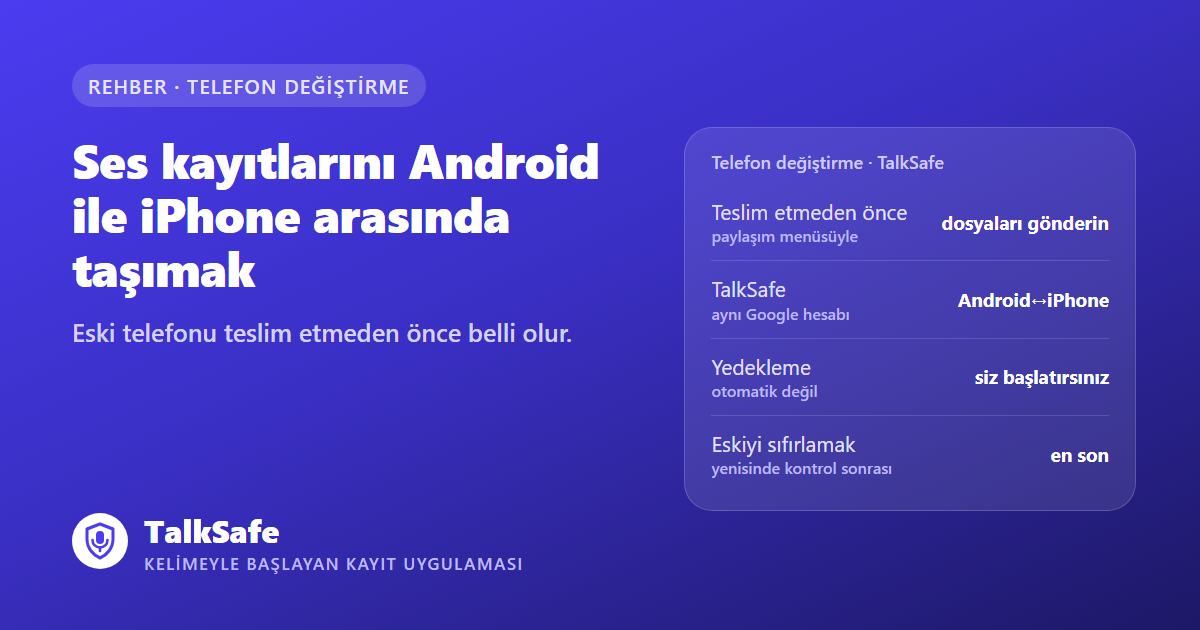 REHBER · TELEFON DEĞİŞTİRME
Ses kayıtlarını Android
ile iPhone arasında
taşımak
Eski telefonu teslim etmeden önce belli olur.
Telefon değiştirme · TalkSafe
Teslim etmeden önce
paylaşım menüsüyle
dosyaları gönderin
TalkSafe
aynı Google hesabı
Android↔iPhone
Yedekleme
otomatik değil
siz başlatırsınız
Eskiyi sıfırlamak
yenisinde kontrol sonrası
en son
TalkSafe
KELİMEYLE BAŞLAYAN KAYIT UYGULAMASI